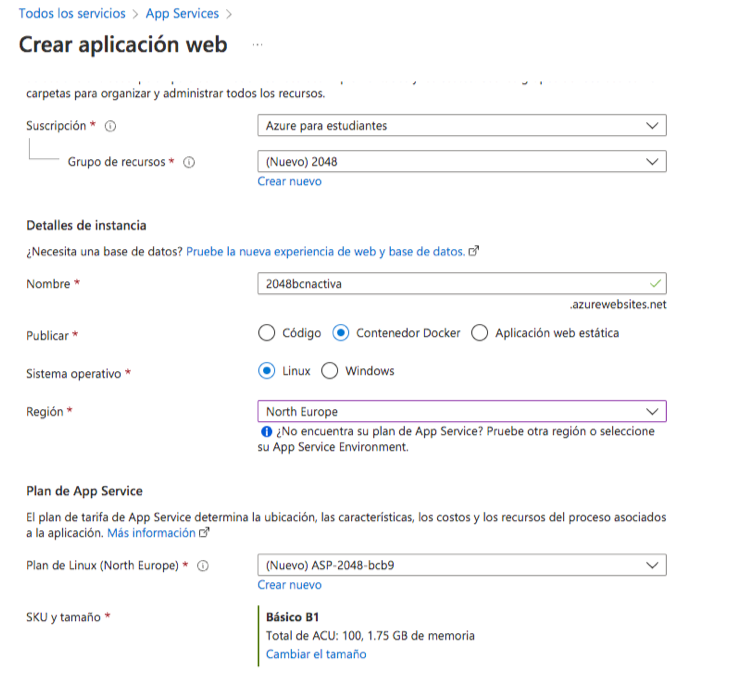 Todos los servicios > App Services >
Crear aplicación web ...
carpetas para organizar y administrar todos los recursos.
Suscripción * Azure para estudiantes
Grupo de recursos * (Nuevo) 2048
Crear nuevo
Detalles de instancia
¿Necesita una base de datos? Pruebe la nueva experiencia de web y base de datos.
Nombre * 2048bcnactiva
.azurewebsites.net
Publicar * Código Contenedor Docker Aplicación web estática
Sistema operativo * Linux Windows
Región * North Europe
¿No encuentra su plan de App Service? Pruebe otra región o seleccione
su App Service Environment.
Plan de App Service
El plan de tarifa de App Service determina la ubicación, las características, los costos y los recursos del proceso asociados
a la aplicación. Más información
Plan de Linux (North Europe) * (Nuevo) ASP-2048-bcb9
Crear nuevo
SKU y tamaño * Básico B1
Total de ACU: 100, 1.75 GB de memoria
Cambiar el tamaño